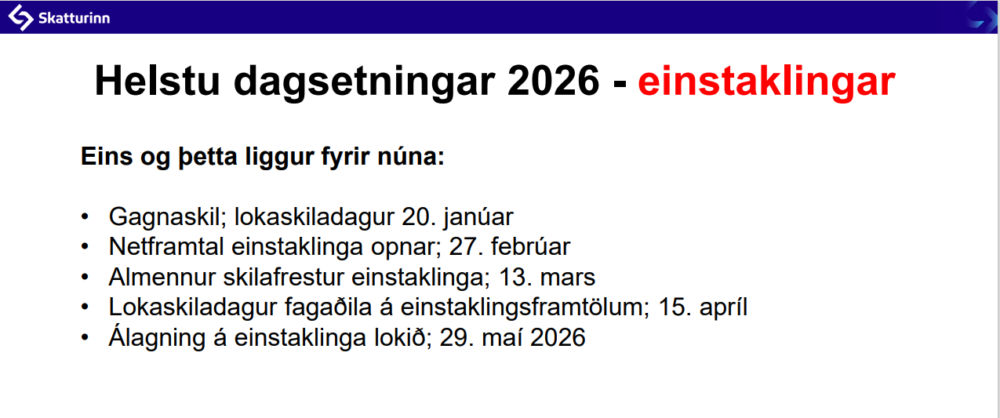 Skatturinn
Helstu dagsetningar 2026 - einstaklingar
Eins og þetta liggur fyrir núna:
• Gagnaskil; lokaskiladagur 20. janúar
• Netframtal einstaklinga opnar; 27. febrúar
• Almennur skilafrestur einstaklinga; 13. mars
• Lokaskiladagur fagaðila á einstaklingsframtölum; 15. apríl
• Álagning á einstaklinga lokið; 29. maí 2026